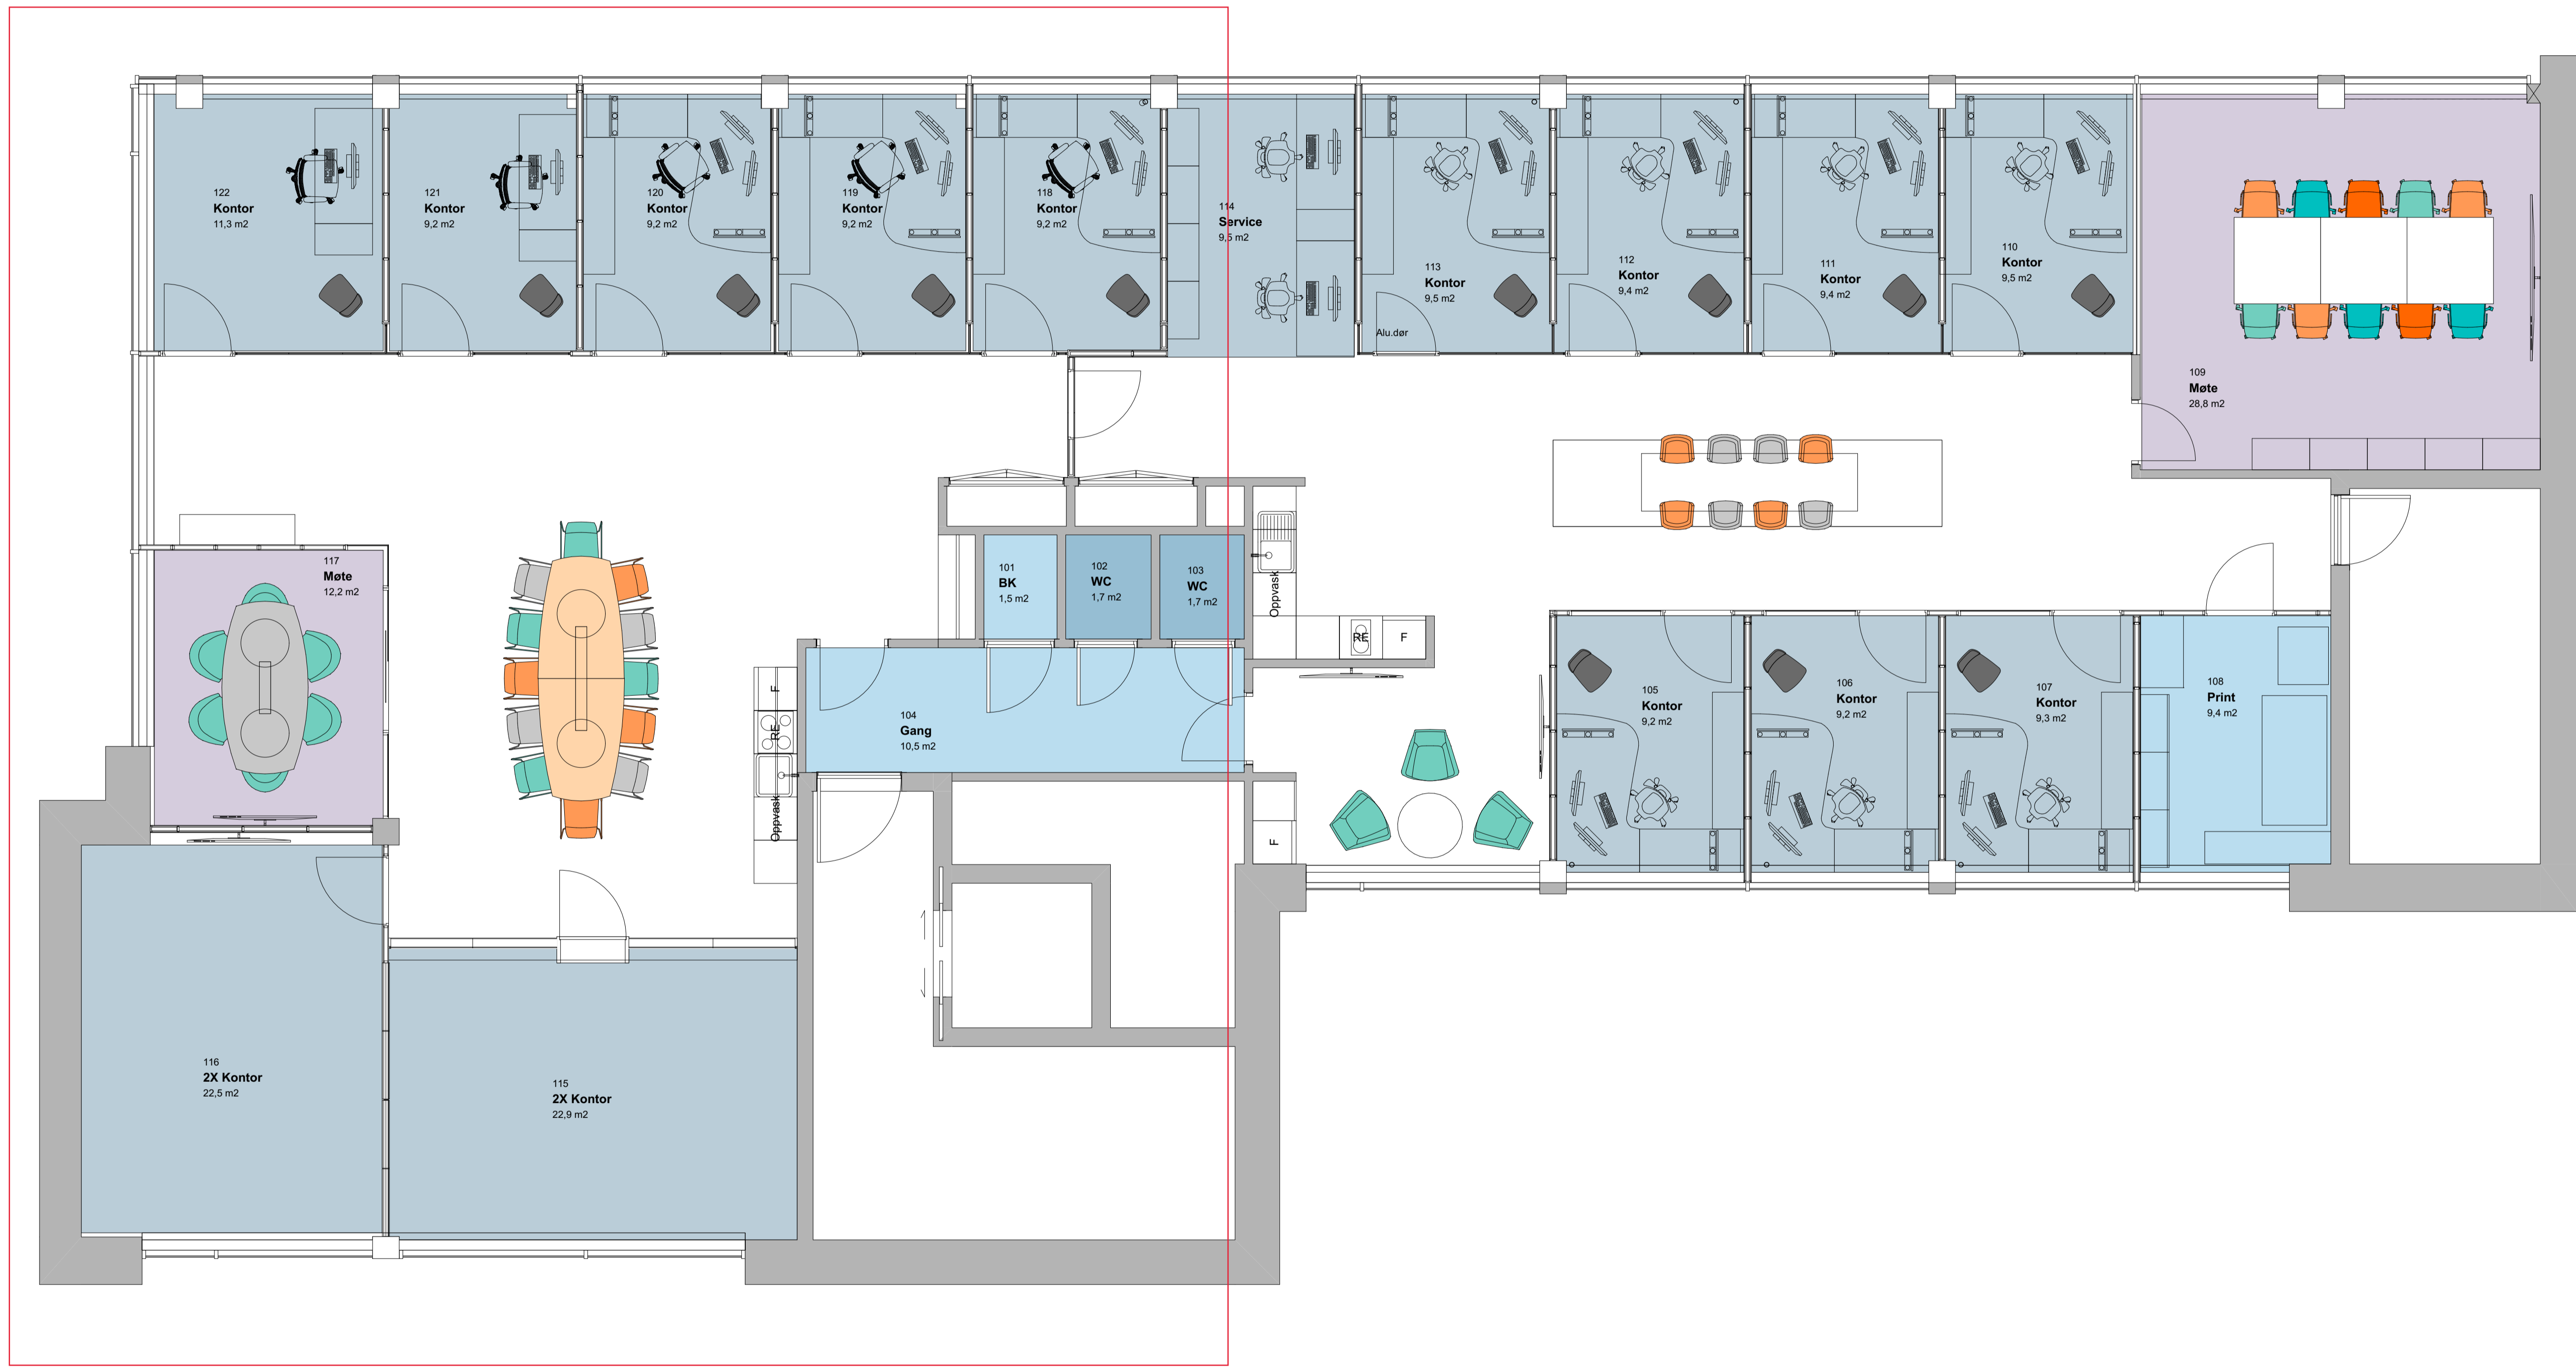 122
Kontor
11,3 m2
121
Kontor
9,2 m2
120
Kontor
9,2 m2
119
Kontor
9,2 m2
118
Kontor
9,2 m2
114
Service
9,5 m2
113
Kontor
9,5 m2
Alu.dør
112
Kontor
9,4 m2
111
Kontor
9,4 m2
110
Kontor
9,5 m2
109
Møte
28,8 m2
117
Møte
12,2 m2
101
BK
1,5 m2
102
WC
1,7 m2
103
WC
1,7 m2
Oppvask
RE
F
104
Gang
10,5 m2
F
RE
Oppvask
F
105
Kontor
9,2 m2
106
Kontor
9,2 m2
107
Kontor
9,3 m2
108
Print
9,4 m2
116
2X Kontor
22,5 m2
115
2X Kontor
22,9 m2